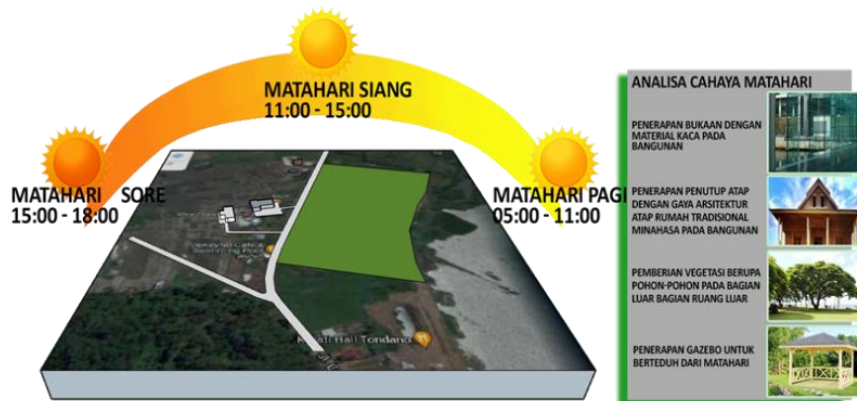 MATAHARI SIANG
11:00 - 15:00
MATAHARI SORE
15:00 - 18:00
MATAHARI PAGI
05:00 - 11:00
Hall Tondano
ANALISA CAHAYA MATAHARI
PENERAPAN BUKAAN DENGAN
MATERIAL KACA PADA
BANGUNAN
PENERAPAN PENUTUP ATAP
DENGAN GAYA ARSITEKTUR
ATAP RUMAH TRADISIONAL
MINAHASA PADA BANGUNAN
PEMBERIAN VEGETASI BERUPA
POHON-POHON PADA BAGIAN
LUAR BAGIAN RUANG LUAR
PENERAPAN GAZEBO UNTUK
BERTEDUH DARI MATAHARI